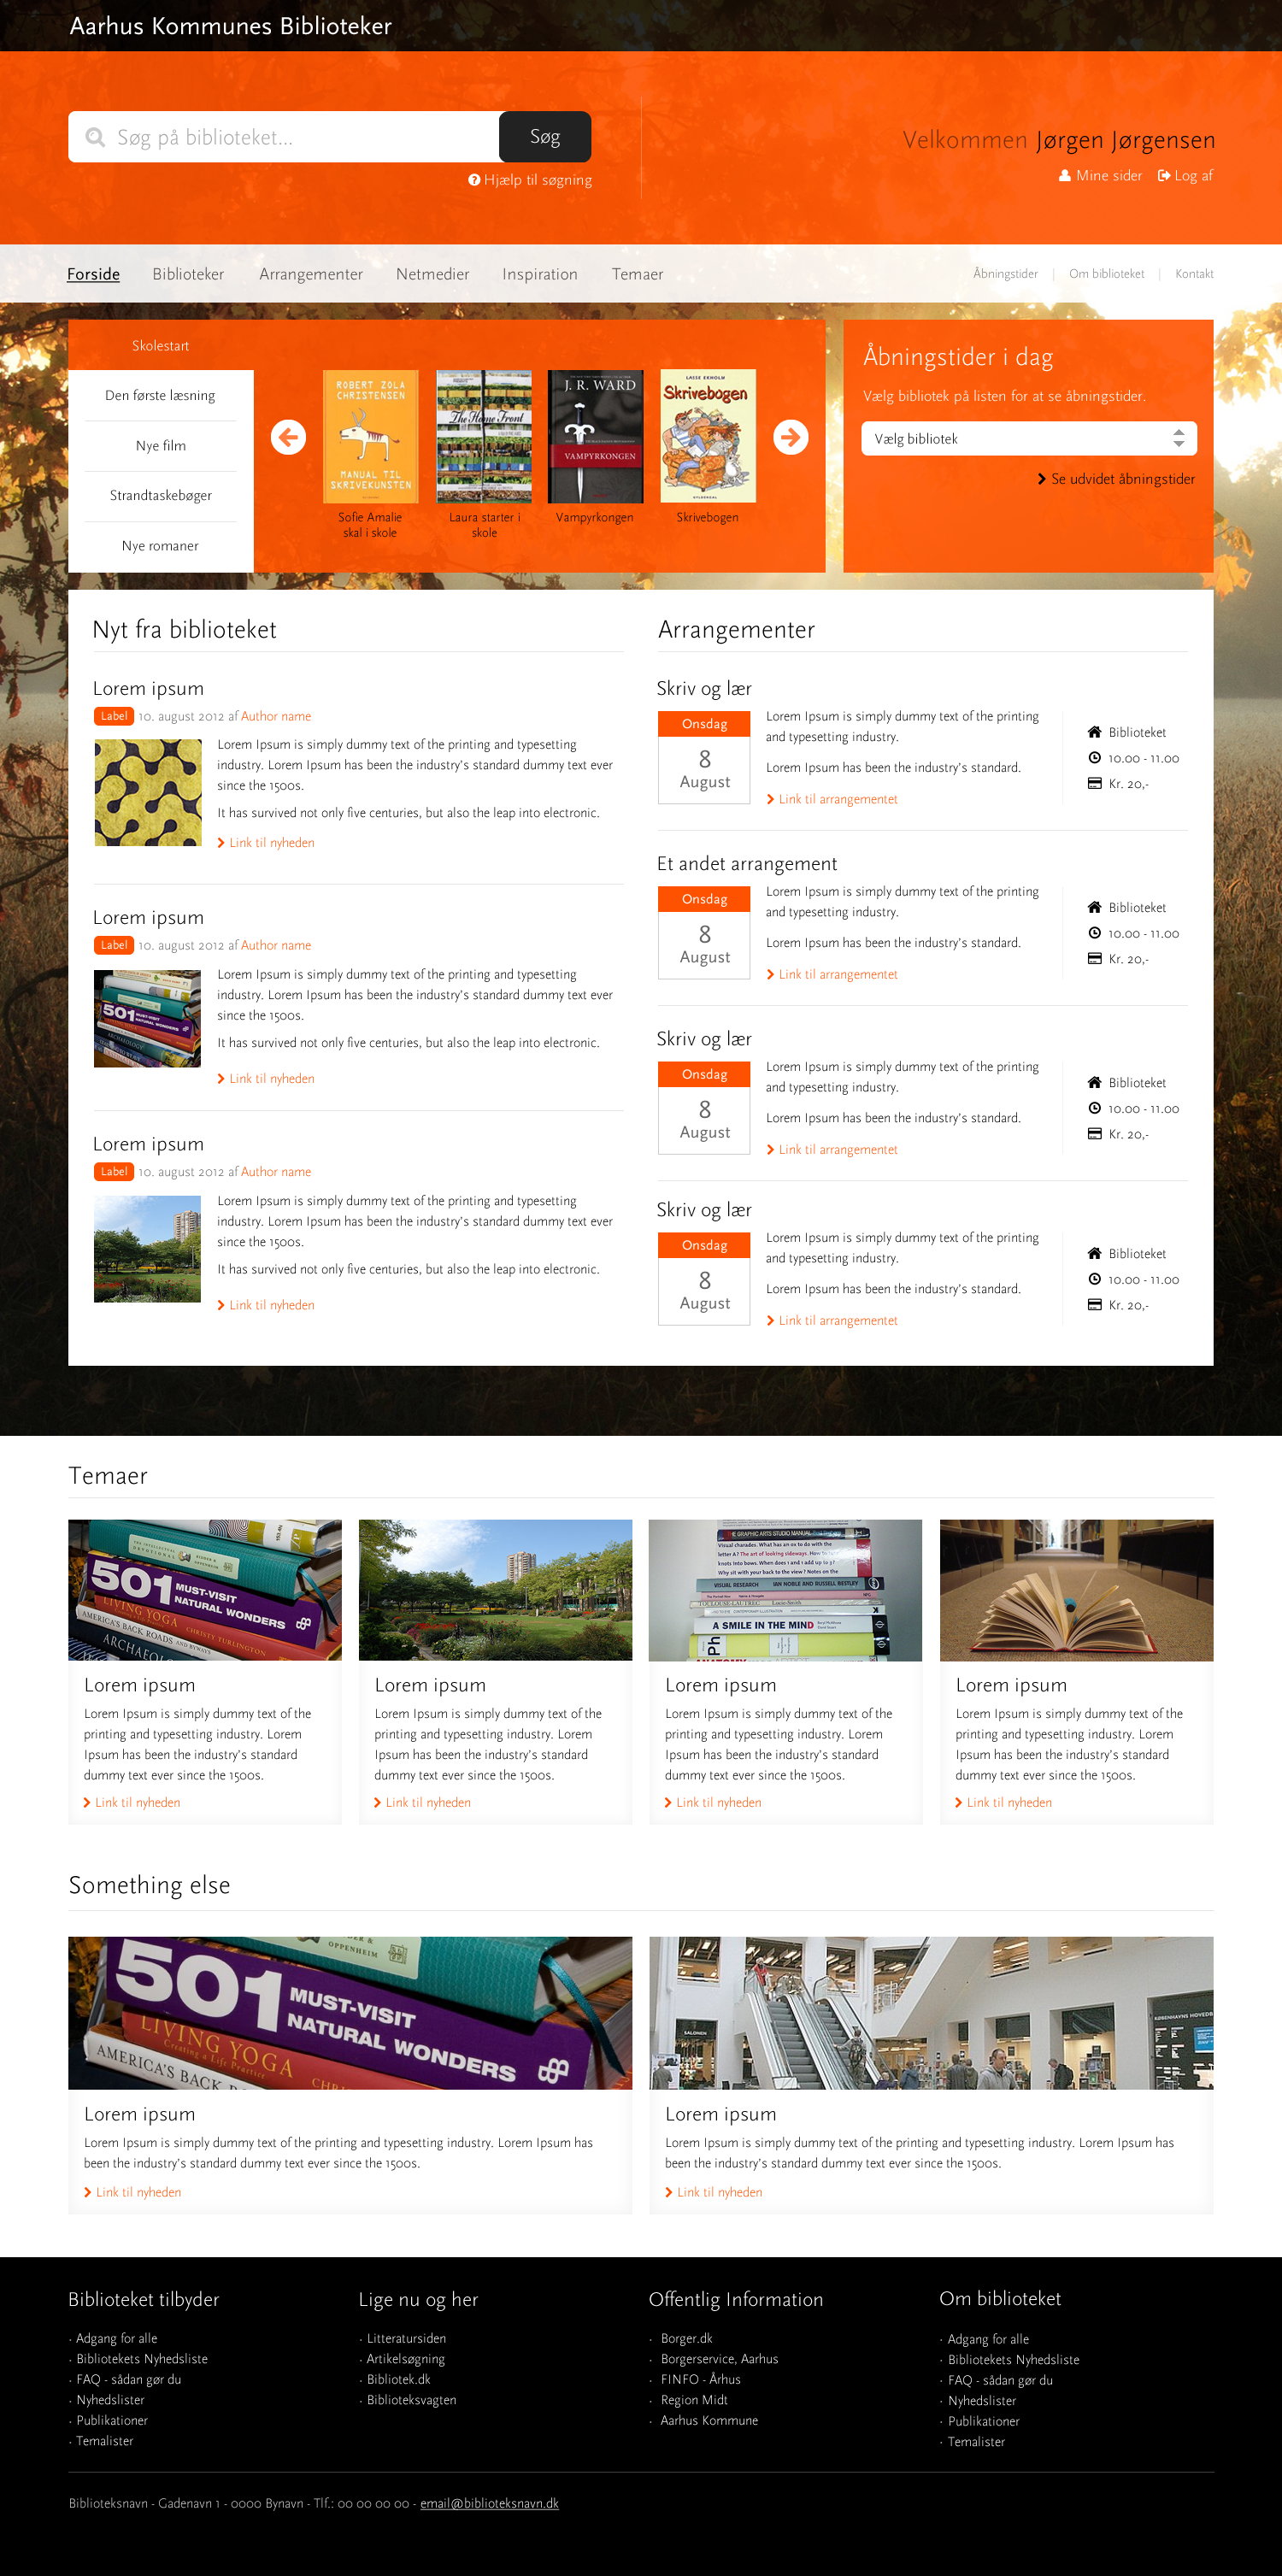 Aarhus Kommunes Biblioteker
Søg på biblioteket...
Søg
Hjælp til søgning
Velkommen Jørgen Jørgensen
Mine sider
Log af
Forside
Biblioteker
Arrangementer
Netmedier
Inspiration
Temaer
Åbningstider | Om biblioteket | Kontakt
Skolestart
Den første læsning
Nye film
Strandtaskebøger
Nye romaner
ROBERT ZOLA
CHRISTENSEN
MANUAL TIL
SKRIVEKUNSTEN
Sofie Amalie
skal i skole
The Home Front
Laura starter i
skole
J. R. WARD
VAMPYRKONGEN
Vampyrkongen
LASSE EKHOLM
Skrivebogen
GYLDENDAL
Skrivebogen
Åbningstider i dag
Vælg bibliotek på listen for at se åbningstider.
Vælg bibliotek
Se udvidet åbningstider
Nyt fra biblioteket
Lorem ipsum
Label 10. august 2012 af Author name
Lorem Ipsum is simply dummy text of the printing and typesetting
industry. Lorem Ipsum has been the industry's standard dummy text ever
since the 1500s.
It has survived not only five centuries, but also the leap into electronic.
Link til nyheden
Lorem ipsum
Label 10. august 2012 af Author name
501 MUST-VISIT
NATURAL WONDERS
ARCHAEOLOGY
Lorem Ipsum is simply dummy text of the printing and typesetting
industry. Lorem Ipsum has been the industry's standard dummy text ever
since the 1500s.
It has survived not only five centuries, but also the leap into electronic.
Link til nyheden
Lorem ipsum
Label 10. august 2012 af Author name
Lorem Ipsum is simply dummy text of the printing and typesetting
industry. Lorem Ipsum has been the industry's standard dummy text ever
since the 1500s.
It has survived not only five centuries, but also the leap into electronic.
Link til nyheden
Arrangementer
Skriv og lær
Onsdag
8
August
Lorem Ipsum is simply dummy text of the printing
and typesetting industry.
Lorem Ipsum has been the industry's standard.
Link til arrangementet
Biblioteket
10.00 - 11.00
Kr. 20,-
Et andet arrangement
Onsdag
8
August
Lorem Ipsum is simply dummy text of the printing
and typesetting industry.
Lorem Ipsum has been the industry's standard.
Link til arrangementet
Biblioteket
10.00 - 11.00
Kr. 20,-
Skriv og lær
Onsdag
8
August
Lorem Ipsum is simply dummy text of the printing
and typesetting industry.
Lorem Ipsum has been the industry's standard.
Link til arrangementet
Biblioteket
10.00 - 11.00
Kr. 20,-
Skriv og lær
Onsdag
8
August
Lorem Ipsum is simply dummy text of the printing
and typesetting industry.
Lorem Ipsum has been the industry's standard.
Link til arrangementet
Biblioteket
10.00 - 11.00
Kr. 20,-
Temaer
501 MUST-VISIT
NATURAL WONDERS
LIVING YOGA CHRISTY TURLINGTON
AMERICA'S BACK ROADS AND BYWAYS
Lorem ipsum
Lorem Ipsum is simply dummy text of the
printing and typesetting industry. Lorem
Ipsum has been the industry's standard
dummy text ever since the 1500s.
Link til nyheden
Lorem ipsum
Lorem Ipsum is simply dummy text of the
printing and typesetting industry. Lorem
Ipsum has been the industry's standard
dummy text ever since the 1500s.
Link til nyheden
THE GRAPHIC ARTS STUDIO MANUAL
VISUAL RESEARCH IAN NOBLE AND RUSSELL BESTLEY
A SMILE IN THE MIND
Lorem ipsum
Lorem Ipsum is simply dummy text of the
printing and typesetting industry. Lorem
Ipsum has been the industry's standard
dummy text ever since the 1500s.
Link til nyheden
Lorem ipsum
Lorem Ipsum is simply dummy text of the
printing and typesetting industry. Lorem
Ipsum has been the industry's standard
dummy text ever since the 1500s.
Link til nyheden
Something else
OPPENHEIM
501 MUST-VISIT
NATURAL WONDERS
LIVING YOGA
Creating a Life Practice
AMERICA'S BACK ROADS
Lorem ipsum
Lorem Ipsum is simply dummy text of the printing and typesetting industry. Lorem Ipsum has
been the industry's standard dummy text ever since the 1500s.
Link til nyheden
SALONEN
KØBENHAVNS HOVEDB
Lorem ipsum
Lorem Ipsum is simply dummy text of the printing and typesetting industry. Lorem Ipsum has
been the industry's standard dummy text ever since the 1500s.
Link til nyheden
Biblioteket tilbyder
· Adgang for alle
· Bibliotekets Nyhedsliste
· FAQ - sådan gør du
· Nyhedslister
· Publikationer
· Temalister
Lige nu og her
· Litteratursiden
· Artikelsøgning
· Bibliotek.dk
· Biblioteksvagten
Offentlig Information
· Borger.dk
· Borgerservice, Aarhus
· FINFO - Århus
· Region Midt
· Aarhus Kommune
Om biblioteket
· Adgang for alle
· Bibliotekets Nyhedsliste
· FAQ - sådan gør du
· Nyhedslister
· Publikationer
· Temalister
Biblioteksnavn - Gadenavn 1 - 0000 Bynavn - Tlf.: 00 00 00 00 - email@biblioteksnavn.dk